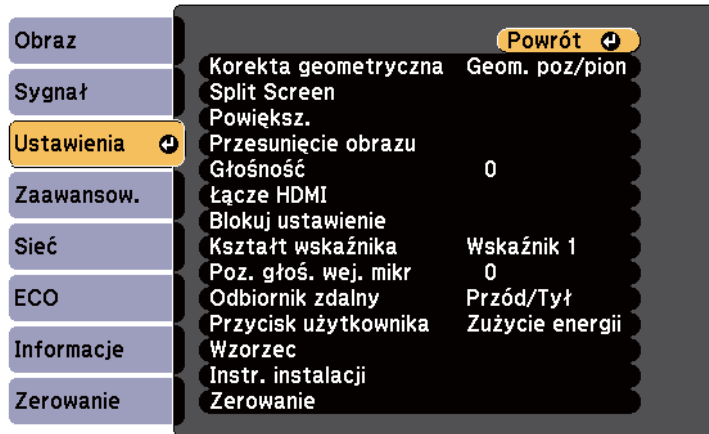 Obraz
Sygnał
Ustawienia
Zaawansow.
Sieć
ECO
Informacje
Zerowanie
Powrót
Korekta geometryczna Geom. poz/pion
Split Screen
Powiększ.
Przesunięcie obrazu
Głośność 0
Łącze HDMI
Blokuj ustawienie
Kształt wskaźnika Wskaźnik 1
Poz. głoś. wej. mikr 0
Odbiornik zdalny Przód/Tył
Przycisk użytkownika Zużycie energii
Wzorzec
Instr. instalacji
Zerowanie